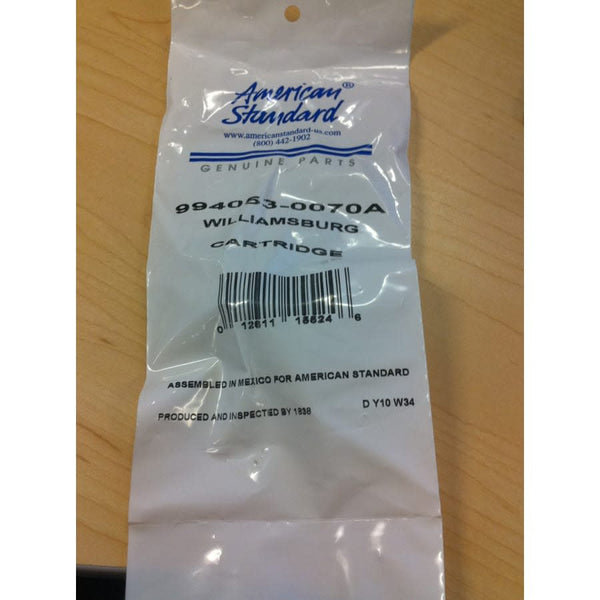 American®
Standard
www.americanstandard-us.com
(800) 442-1902
GENUINE PARTS
994053-0070A
WILLIAMSBURG
CARTRIDGE
0 12611 15524 6
ASSEMBLED IN MEXICO FOR AMERICAN STANDARD
PRODUCED AND INSPECTED BY 1838 D Y10 W34